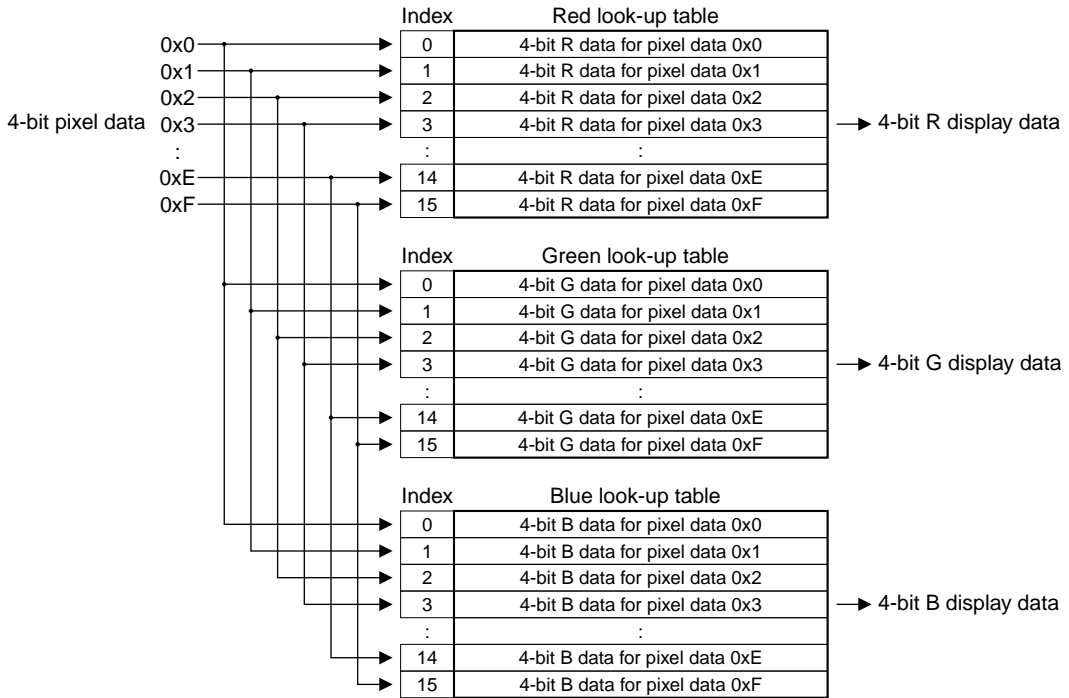 Index Red look-up table
0x0 0 4-bit R data for pixel data 0x0
0x1 1 4-bit R data for pixel data 0x1
0x2 2 4-bit R data for pixel data 0x2
4-bit pixel data 0x3 3 4-bit R data for pixel data 0x3 4-bit R display data
: : :
0xE 14 4-bit R data for pixel data 0xE
0xF 15 4-bit R data for pixel data 0xF
Index Green look-up table
0 4-bit G data for pixel data 0x0
1 4-bit G data for pixel data 0x1
2 4-bit G data for pixel data 0x2
3 4-bit G data for pixel data 0x3 4-bit G display data
: :
14 4-bit G data for pixel data 0xE
15 4-bit G data for pixel data 0xF
Index Blue look-up table
0 4-bit B data for pixel data 0x0
1 4-bit B data for pixel data 0x1
2 4-bit B data for pixel data 0x2
3 4-bit B data for pixel data 0x3 4-bit B display data
: :
14 4-bit B data for pixel data 0xE
15 4-bit B data for pixel data 0xF